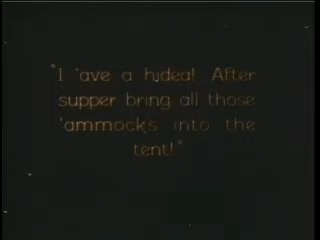 "I 'ave a hidea! After
supper bring all those
'ammocks into the
tent!"